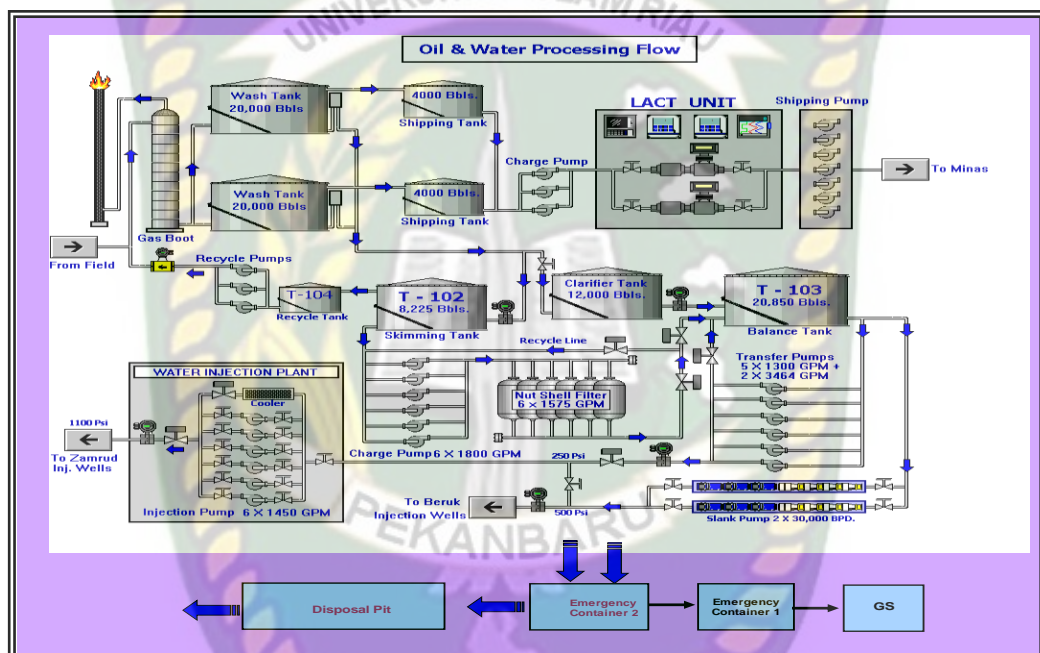 UNIVERSITAS ISLAM RIAU
Oil & Water Processing Flow
Wash Tank
20,000 Bbls
4000 Bbls.
Shipping Tank
LACT UNIT
Shipping Pump
Charge Pump
To Minas
Wash Tank
20,000 Bbls.
4000 Bbls.
Shipping Tank
Gas Boot
From Field
Recycle Pumps
T-104
Recycle Tank
T - 102
8,225 Bbls.
Skimming Tank
Clarifier Tank
12,000 Bbls.
T - 103
20,850 Bbls.
Balance Tank
Recycle Line
Transfer Pumps
5 X 1300 GPM +
2 X 3464 GPM
Nut Shell Filter
6 x 1575 GPM
WATER INJECTION PLANT
Cooler
1100 Psi
To Zamrud
Inj. Wells
Injection Pump 6 X 1450 GPM
Charge Pump 6 X 1800 GPM
250 Psi
To Beruk
Injection Wells
500 Psi
Slank Pump 2 X 30,000 BPD.
PEKANBARU
Disposal Pit
Emergency
Container 2
Emergency
Container 1
GS